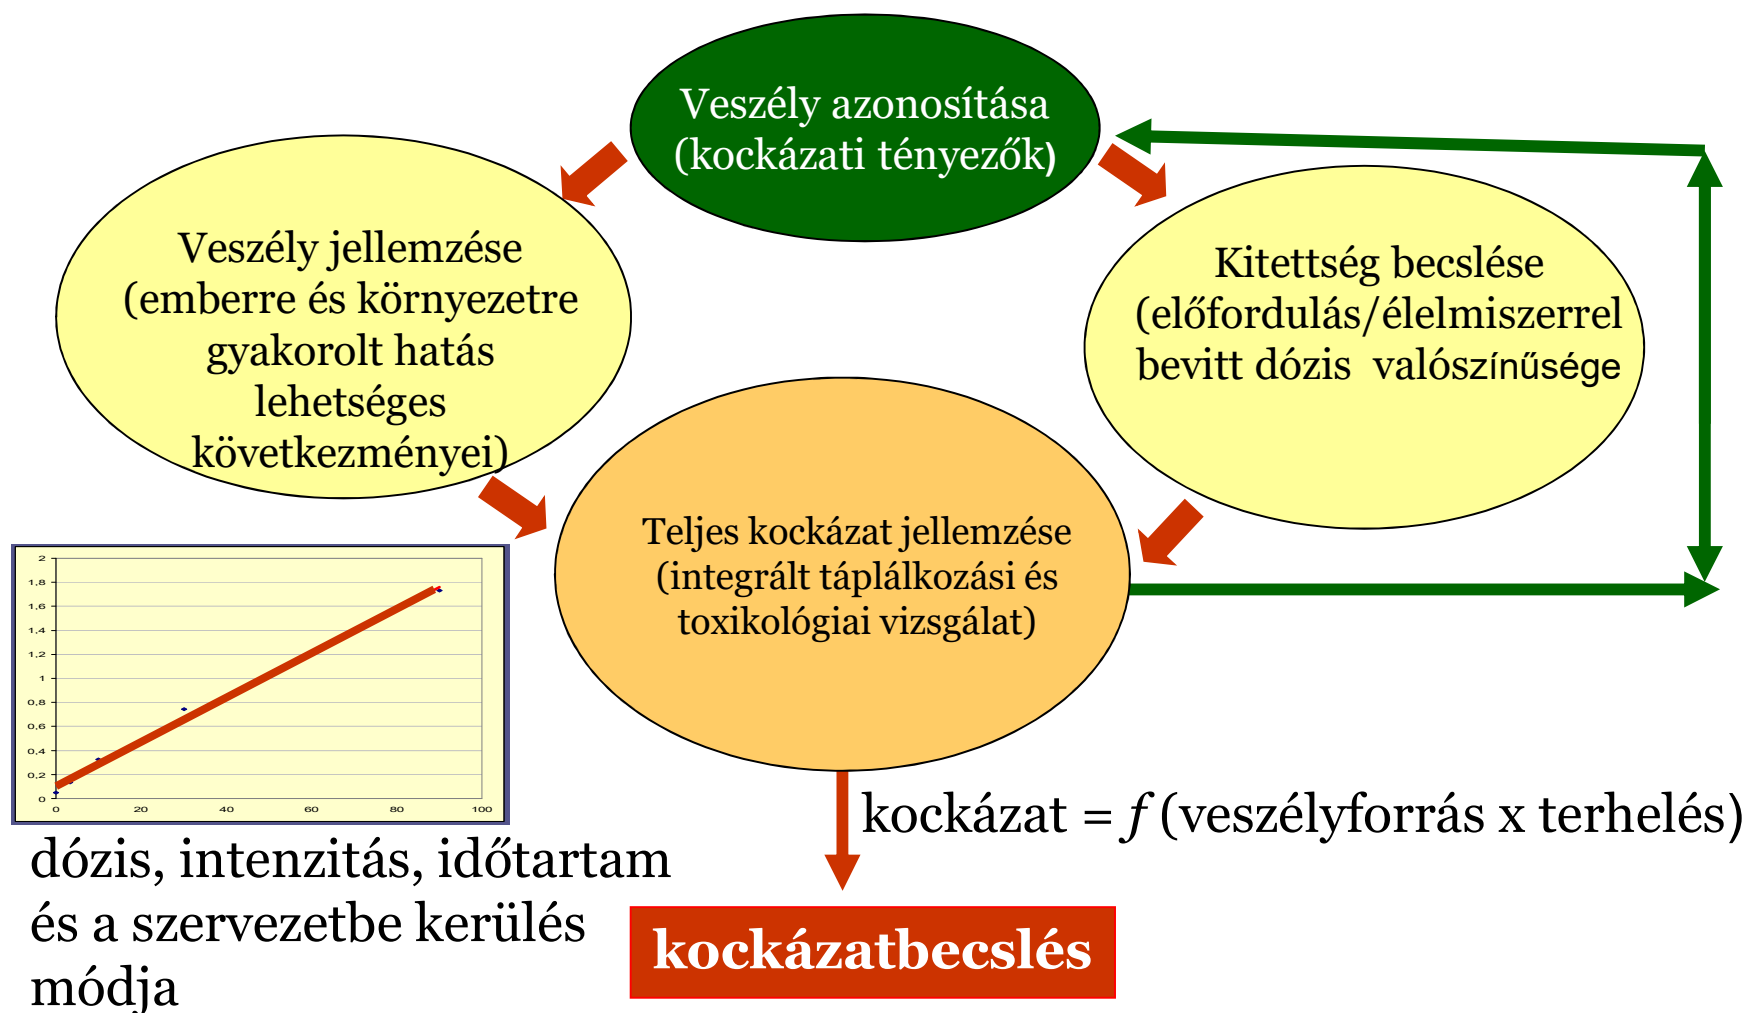 Veszély azonosítása
(kockázati tényezők)
Veszély jellemzése
(emberre és környezetre
gyakorolt hatás
lehetséges
következményei)
Kitettség becslése
(előfordulás/élelmiszerrel
bevitt dózis valószínűsége
Teljes kockázat jellemzése
(integrált táplálkozási és
toxikológiai vizsgálat)
2
1,8
1,6
1,4
1,2
1
0,8
0,6
0,4
0,2
0
0 20 40 60 80 100
kockázat = f (veszélyforrás x terhelés)
dózis, intenzitás, időtartam
és a szervezetbe kerülés
módja
kockázatbecslés